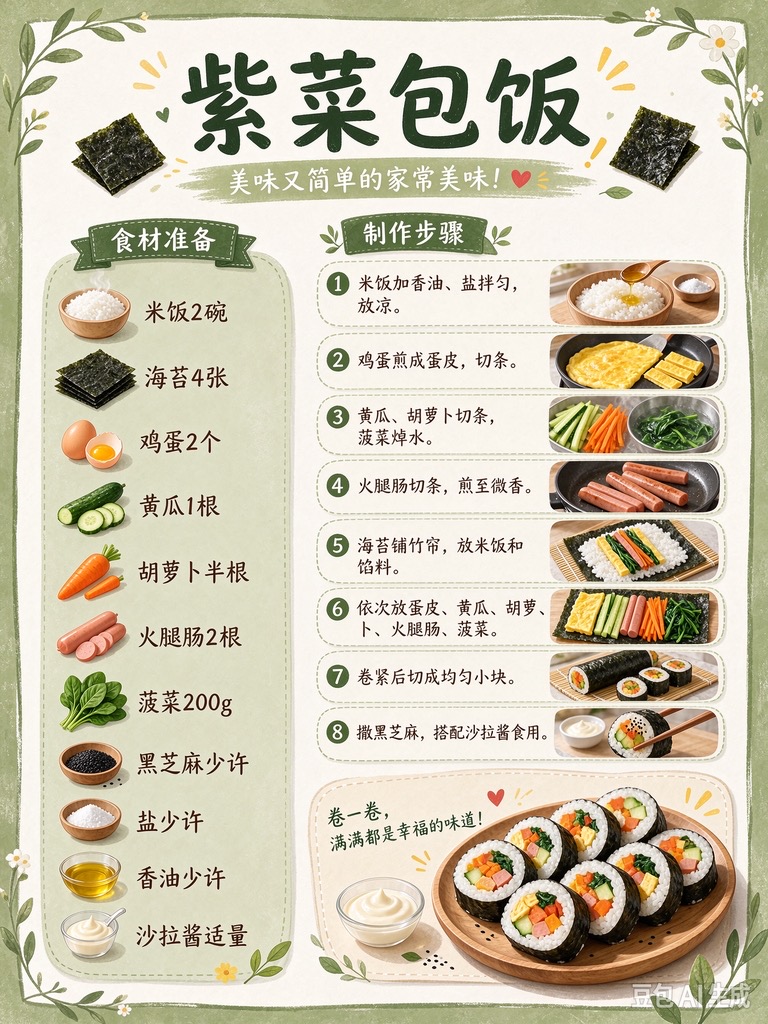 紫菜包饭
美味又简单的家常美味!
食材准备
米饭2碗
海苔4张
鸡蛋2个
黄瓜1根
胡萝卜半根
火腿肠2根
菠菜200g
黑芝麻少许
盐少许
香油少许
沙拉酱适量
制作步骤
1 米饭加香油、盐拌匀，
放凉。
2 鸡蛋煎成蛋皮，切条。
3 黄瓜、胡萝卜切条，
菠菜焯水。
4 火腿肠切条，煎至微香。
5 海苔铺竹帘，放米饭和
馅料。
6 依次放蛋皮、黄瓜、胡萝、
卜、火腿肠、菠菜。
7 卷紧后切成均匀小块。
8 撒黑芝麻，搭配沙拉酱食用。
卷一卷，
满满都是幸福的味道!
豆包AI生成